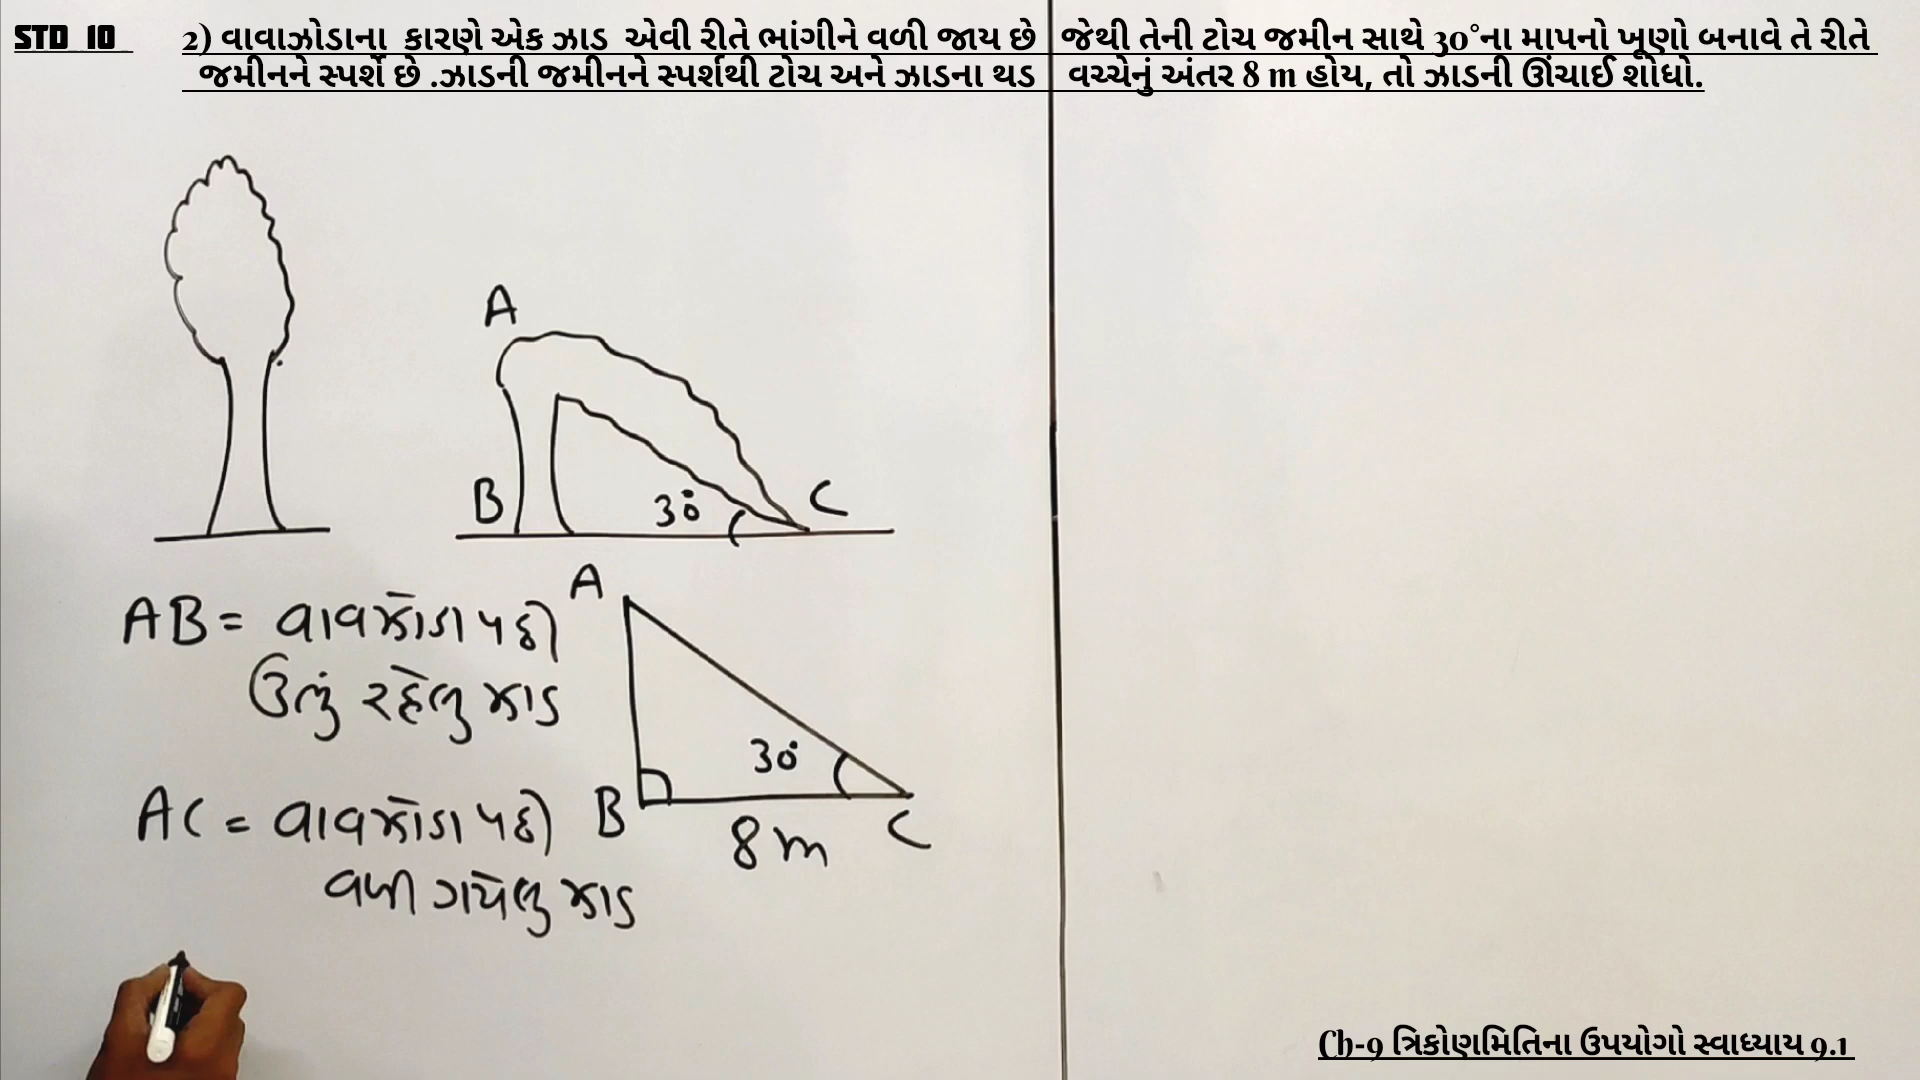 STD 10
2) વાવાઝોડાના કારણે એક ઝાડ એવી રીતે ભાંગીને વળી જાય છે જેથી તેની ટોચ જમીન સાથે 30°ના માપનો ખૂણો બનાવે તે રીતે
જમીનને સ્પર્શે છે .ઝાડની જમીનને સ્પર્શથી ટોચ અને ઝાડના થડ વચ્ચેનું અંતર 8 m હોય, તો ઝાડની ઊંચાઈ શોધો.
A
B 30° C
A
AB = વાવઝોડા પછી
ઉભું રહેલુ ઝાડ
30°
AC = વાવઝોડા પછી
B C
8 m
વળી ગયેલુ ઝાડ
Ch-9 ત્રિકોણમિતિના ઉપયોગો સ્વાધ્યાય 9.1